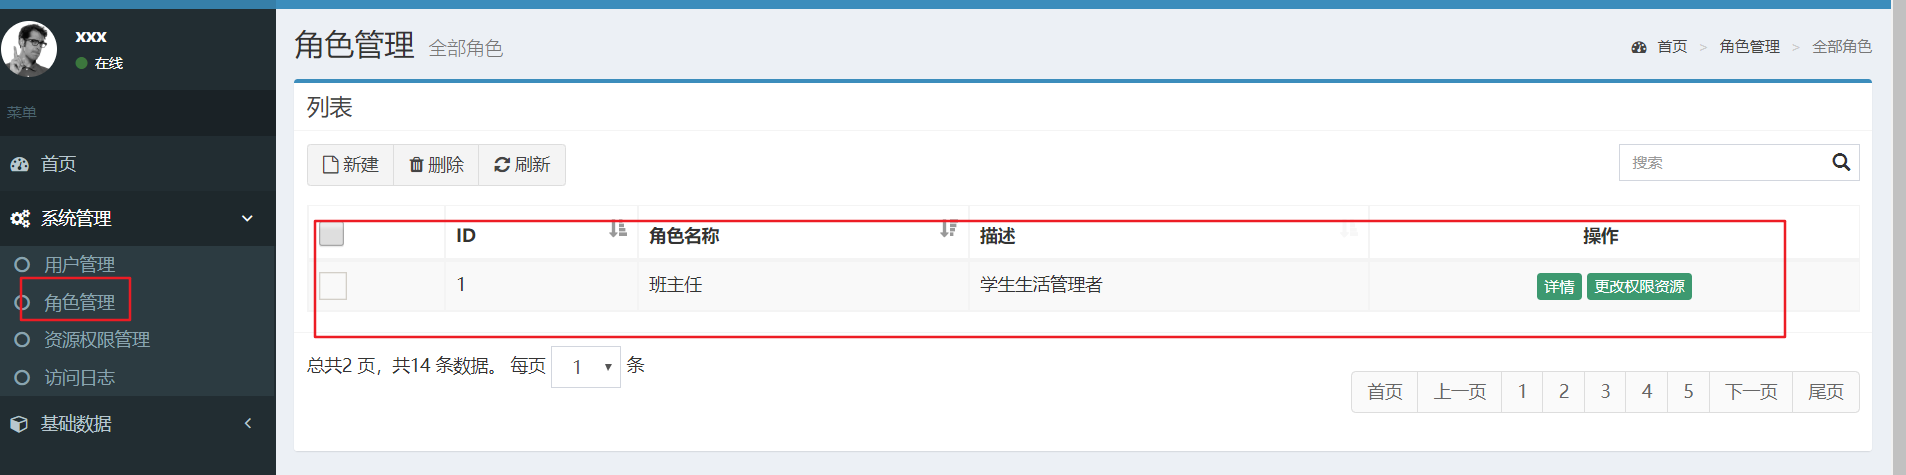 xxx
在线
菜单
首页
系统管理
用户管理
角色管理
资源权限管理
访问日志
基础数据
角色管理 全部角色
首页 > 角色管理 > 全部角色
列表
新建 删除 刷新
搜索
ID 角色名称 描述 操作
1 班主任 学生生活管理者 详情 更改权限资源
总共2 页，共14 条数据。 每页 1 条
首页 上一页 1 2 3 4 5 下一页 尾页